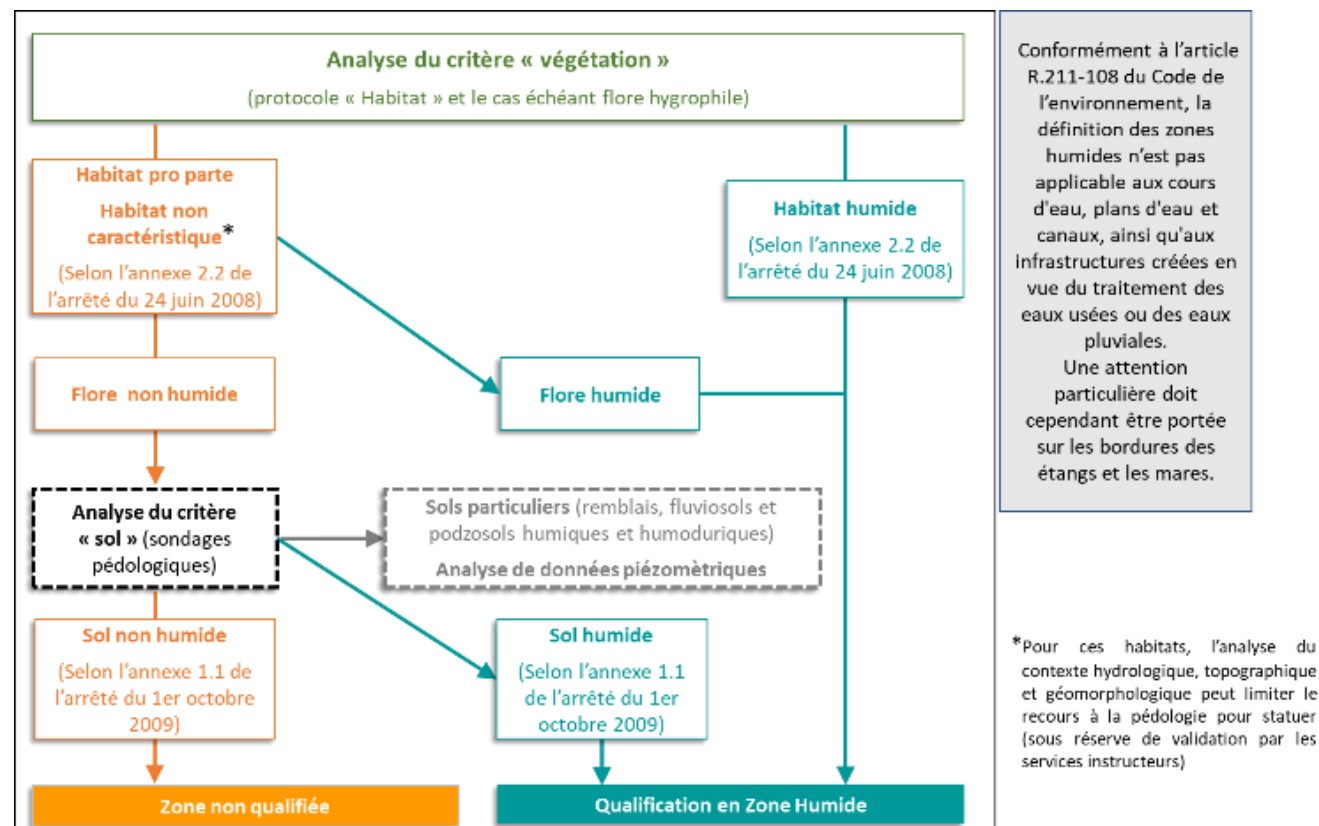 Analyse du critère « végétation »
(protocole « Habitat » et le cas échéant flore hygrophile)
Habitat pro parte
Habitat non
caractéristique*
(Selon l'annexe 2.2 de
l'arrêté du 24 juin 2008)
Habitat humide
(Selon l'annexe 2.2 de
l'arrêté du 24 juin 2008)
Flore non humide
Flore humide
Analyse du critère
« sol » (sondages
pédologiques)
Sols particuliers (remblais, fluviosols et
podzosols humiques et humoduriques)
Analyse de données piézomètriques
Sol non humide
(Selon l'annexe 1.1 de
l'arrêté du 1er octobre
2009)
Sol humide
(Selon l'annexe 1.1
de l'arrêté du 1er
octobre 2009)
Zone non qualifiée
Qualification en Zone Humide
Conformément à l'article
R.211-108 du Code de
l'environnement, la
définition des zones
humides n'est pas
applicable aux cours
d'eau, plans d'eau et
canaux, ainsi qu'aux
infrastructures créées en
vue du traitement des
eaux usées ou des eaux
pluviales.
Une attention
particulière doit
cependant être portée
sur les bordures des
étangs et les mares.
*Pour ces habitats, l'analyse du
contexte hydrologique, topographique
et géomorphologique peut limiter le
recours à la pédologie pour statuer
(sous réserve de validation par les
services instructeurs)